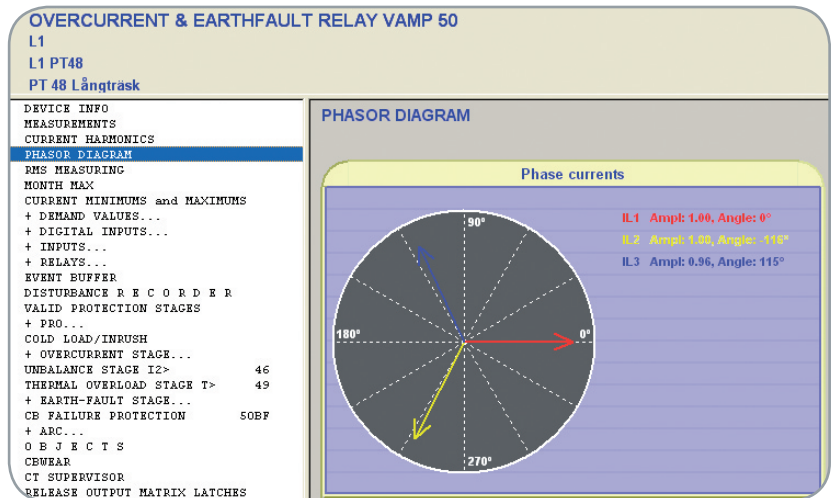 OVERCURRENT & EARTHFAULT RELAY VAMP 50
L1
L1 PT48
PT 48 Långträsk
DEVICE INFO
MEASUREMENTS
CURRENT HARMONICS
PHASOR DIAGRAM
RMS MEASURING
MONTH MAX
CURRENT MINIMUMS and MAXIMUMS
+ DEMAND VALUES...
+ DIGITAL INPUTS...
+ INPUTS...
+ RELAYS...
EVENT BUFFER
DISTURBANCE R E C O R D E R
VALID PROTECTION STAGES
+ PRO...
COLD LOAD/INRUSH
+ OVERCURRENT STAGE...
UNBALANCE STAGE I2> 46
THERMAL OVERLOAD STAGE T> 49
+ EARTH-FAULT STAGE...
CB FAILURE PROTECTION 50BF
+ ARC...
O B J E C T S
CBWEAR
CT SUPERVISOR
RELEASE OUTPUT MATRIX LATCHES
PHASOR DIAGRAM
Phase currents
IL1 Ampl: 1.00, Angle: 0°
IL2 Ampl: 1.00, Angle: -116°
IL3 Ampl: 0.96, Angle: 115°
90°
180°
0°
270°